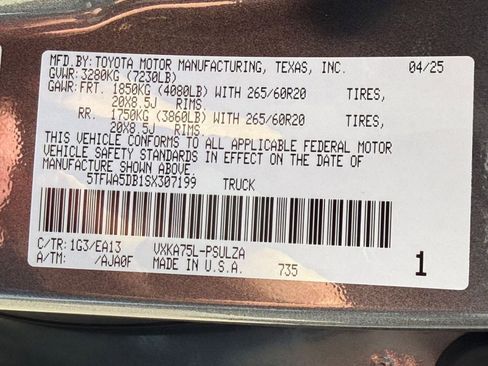 MFD.BY:TOYOTA MOTOR MANUFACTURING, TEXAS, INC. 04/25
GVWR: 3280KG (7230LB)
GAWR:FRT. 1850KG (4080LB) WITH 265/60R20 TIRES,
20X8.5J RIMS.
RR. 1750KG (3860LB) WITH 265/60R20 TIRES,
20X8.5J RIMS.
THIS VEHICLE CONFORMS TO ALL APPLICABLE FEDERAL MOTOR
VEHICLE SAFETY STANDARDS IN EFFECT ON THE DATE OF
MANUFACTURE SHOWN ABOVE.
5TFWA5DB1SX307199 TRUCK
C/TR:1G3/EA13 VXKA75L-PSULZA
A/TM: /AJA0F MADE IN U.S.A. 735 1